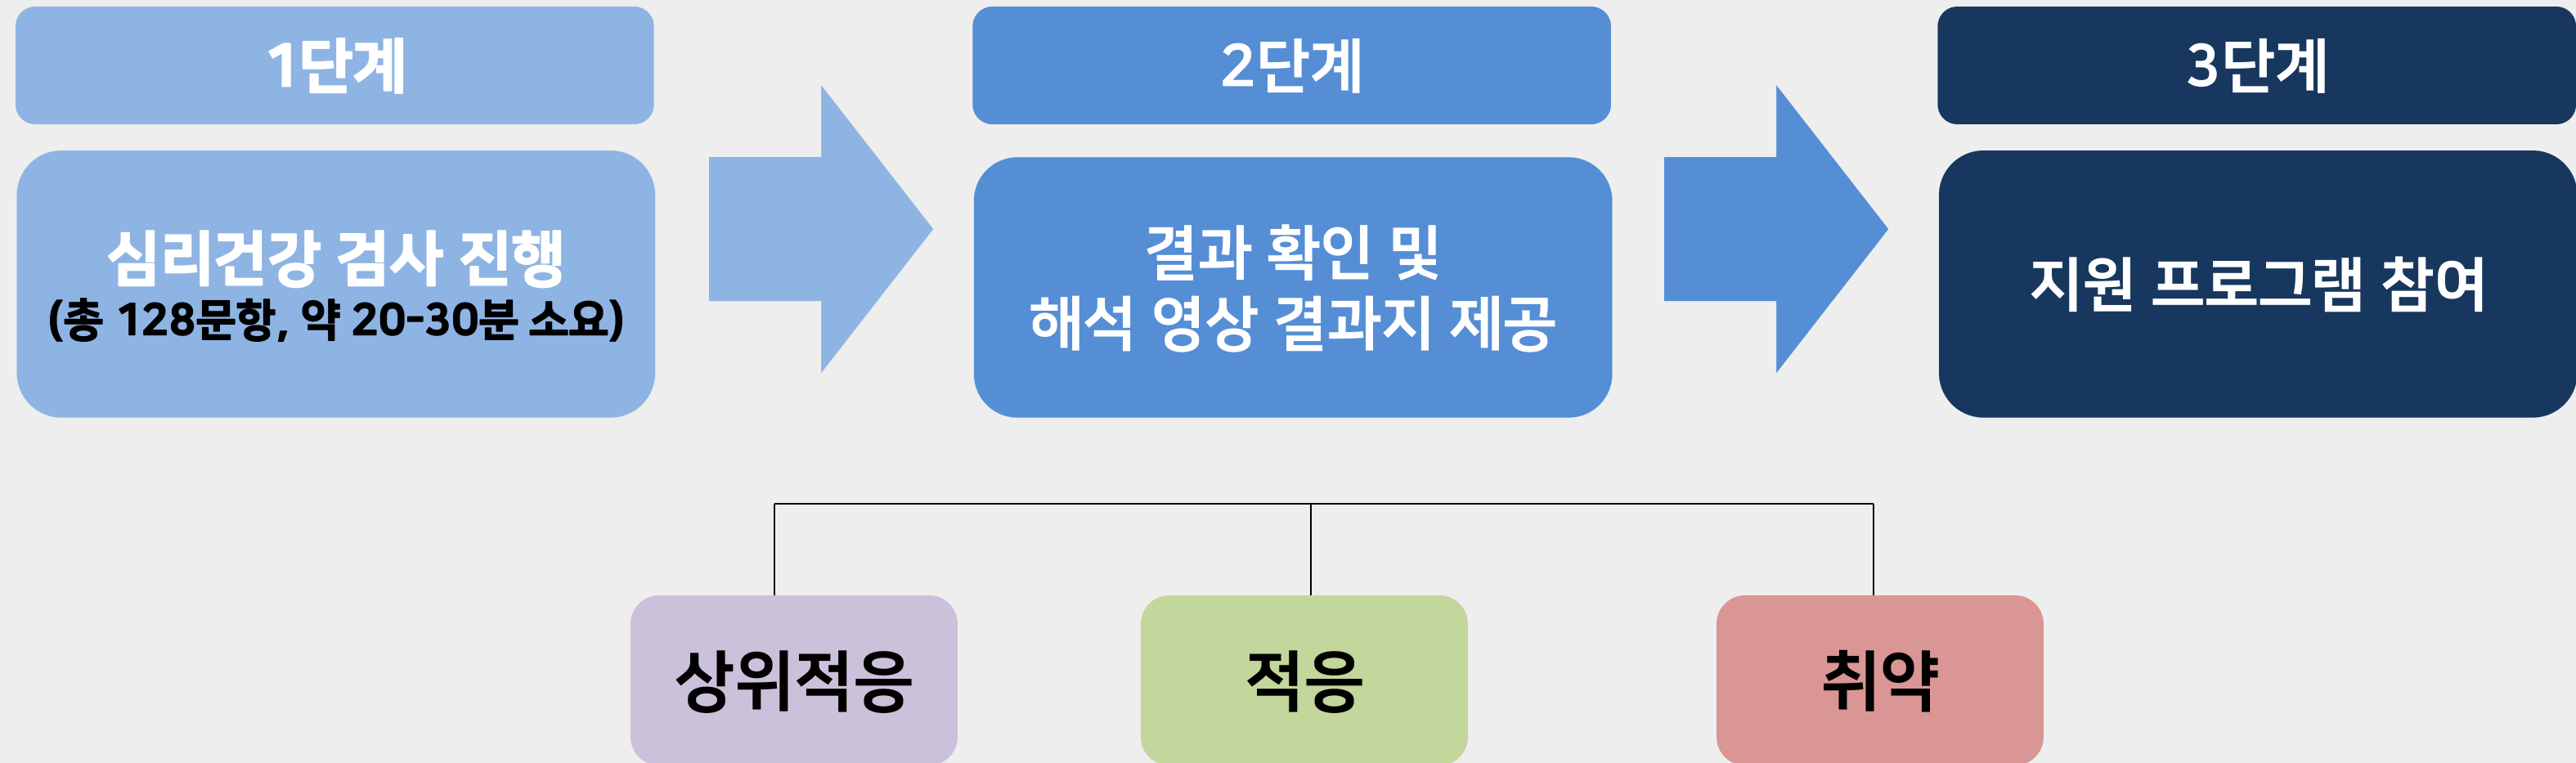 1단계
심리건강 검사 진행
(총 128문항, 약 20-30분 소요)
2단계
결과 확인 및
해석 영상 결과지 제공
3단계
지원 프로그램 참여
상위적응
적응
취약